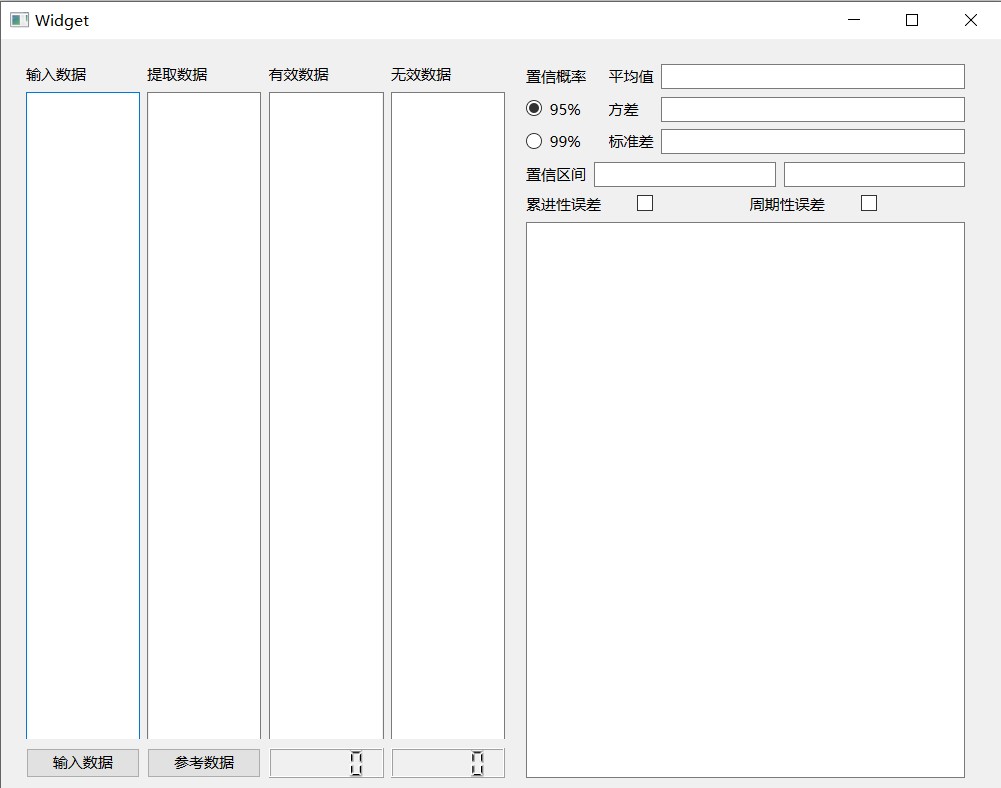 Widget
输入数据 提取数据 有效数据 无效数据
置信概率 平均值
95% 方差
99% 标准差
置信区间
累进性误差 周期性误差
输入数据 参考数据 0 0